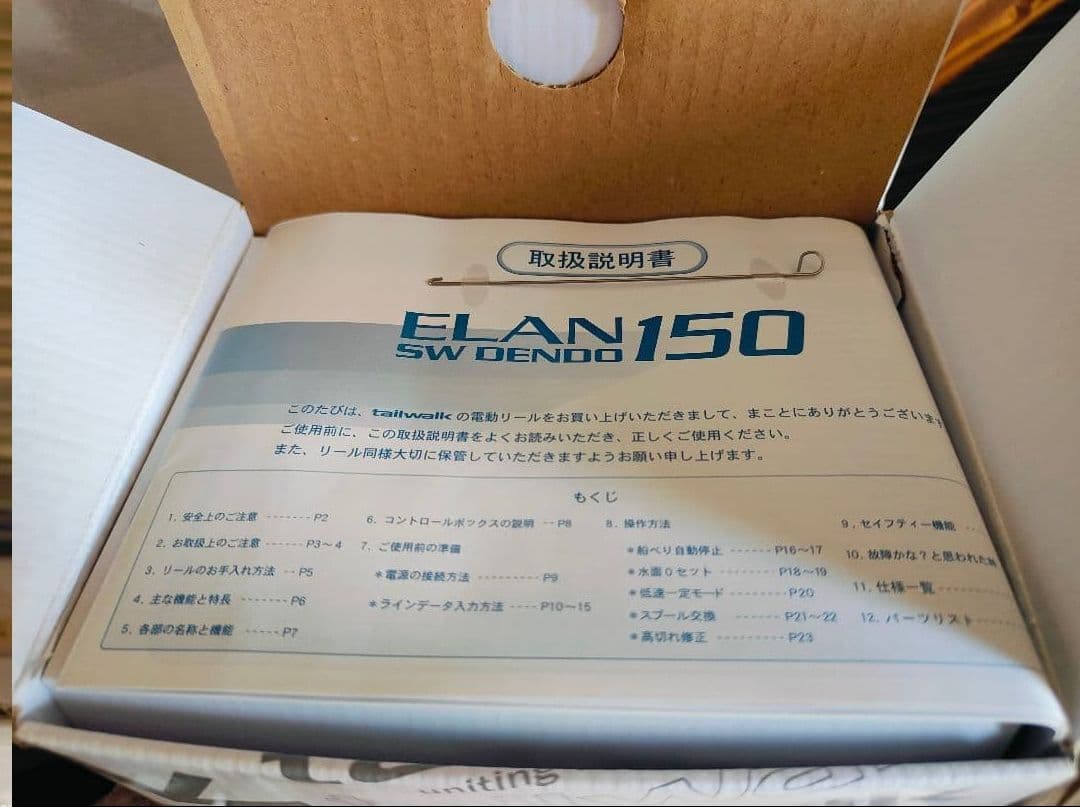 取扱説明書
ELAN
SW DENDO 150
このたびは、tailwalkの電動リールをお買い上げいただきまして、まことにありがとうございます
ご使用前に、この取扱説明書をよくお読みいただき、正しくご使用ください。
また、リール同様大切に保管していただきますようお願い申し上げます。
もくじ
1. 安全上のご注意 ------- P2
2. お取扱上のご注意 ------ P3～4
3. リールのお手入れ方法 -- P5
4. 主な機能と特長 ------- P6
5. 各部の名称と機能 ----- P7
6. コントロールボックスの説明 -- P8
7. ご使用前の準備
＊電源の接続方法 --------- P9
＊ラインデータ入力方法 ---- P10～15
8. 操作方法
＊船べり自動停止 ------ P16～17
＊水面0セット -------- P18～19
＊低速一定モード -------- P20
＊スプール交換 ------ P21～22
＊高切れ修正 --------- P23
9. セイフティー機能
10. 故障かな？と思われた時
11. 仕様一覧
12. パーツリスト
uniting